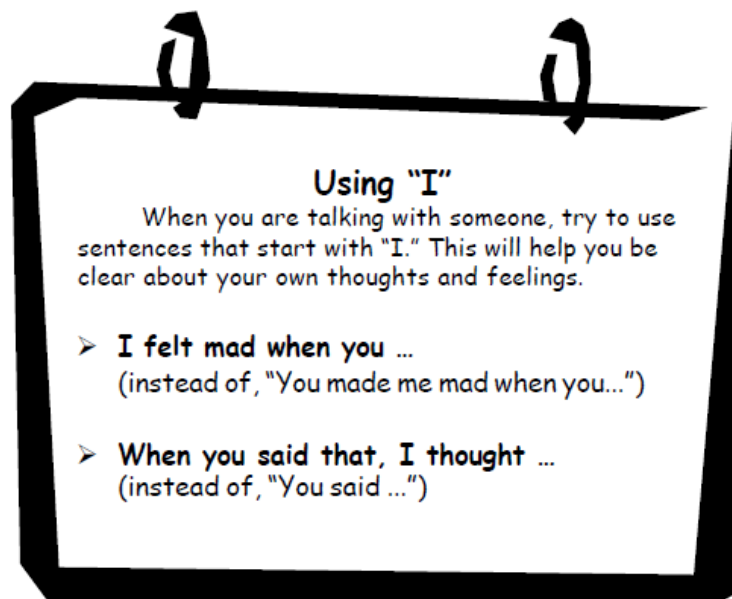 Using “I”
When you are talking with someone, try to use
sentences that start with “I.” This will help you be
clear about your own thoughts and feelings.
➢ I felt mad when you …
(instead of, “You made me mad when you...”)
➢ When you said that, I thought …
(instead of, “You said ...”)